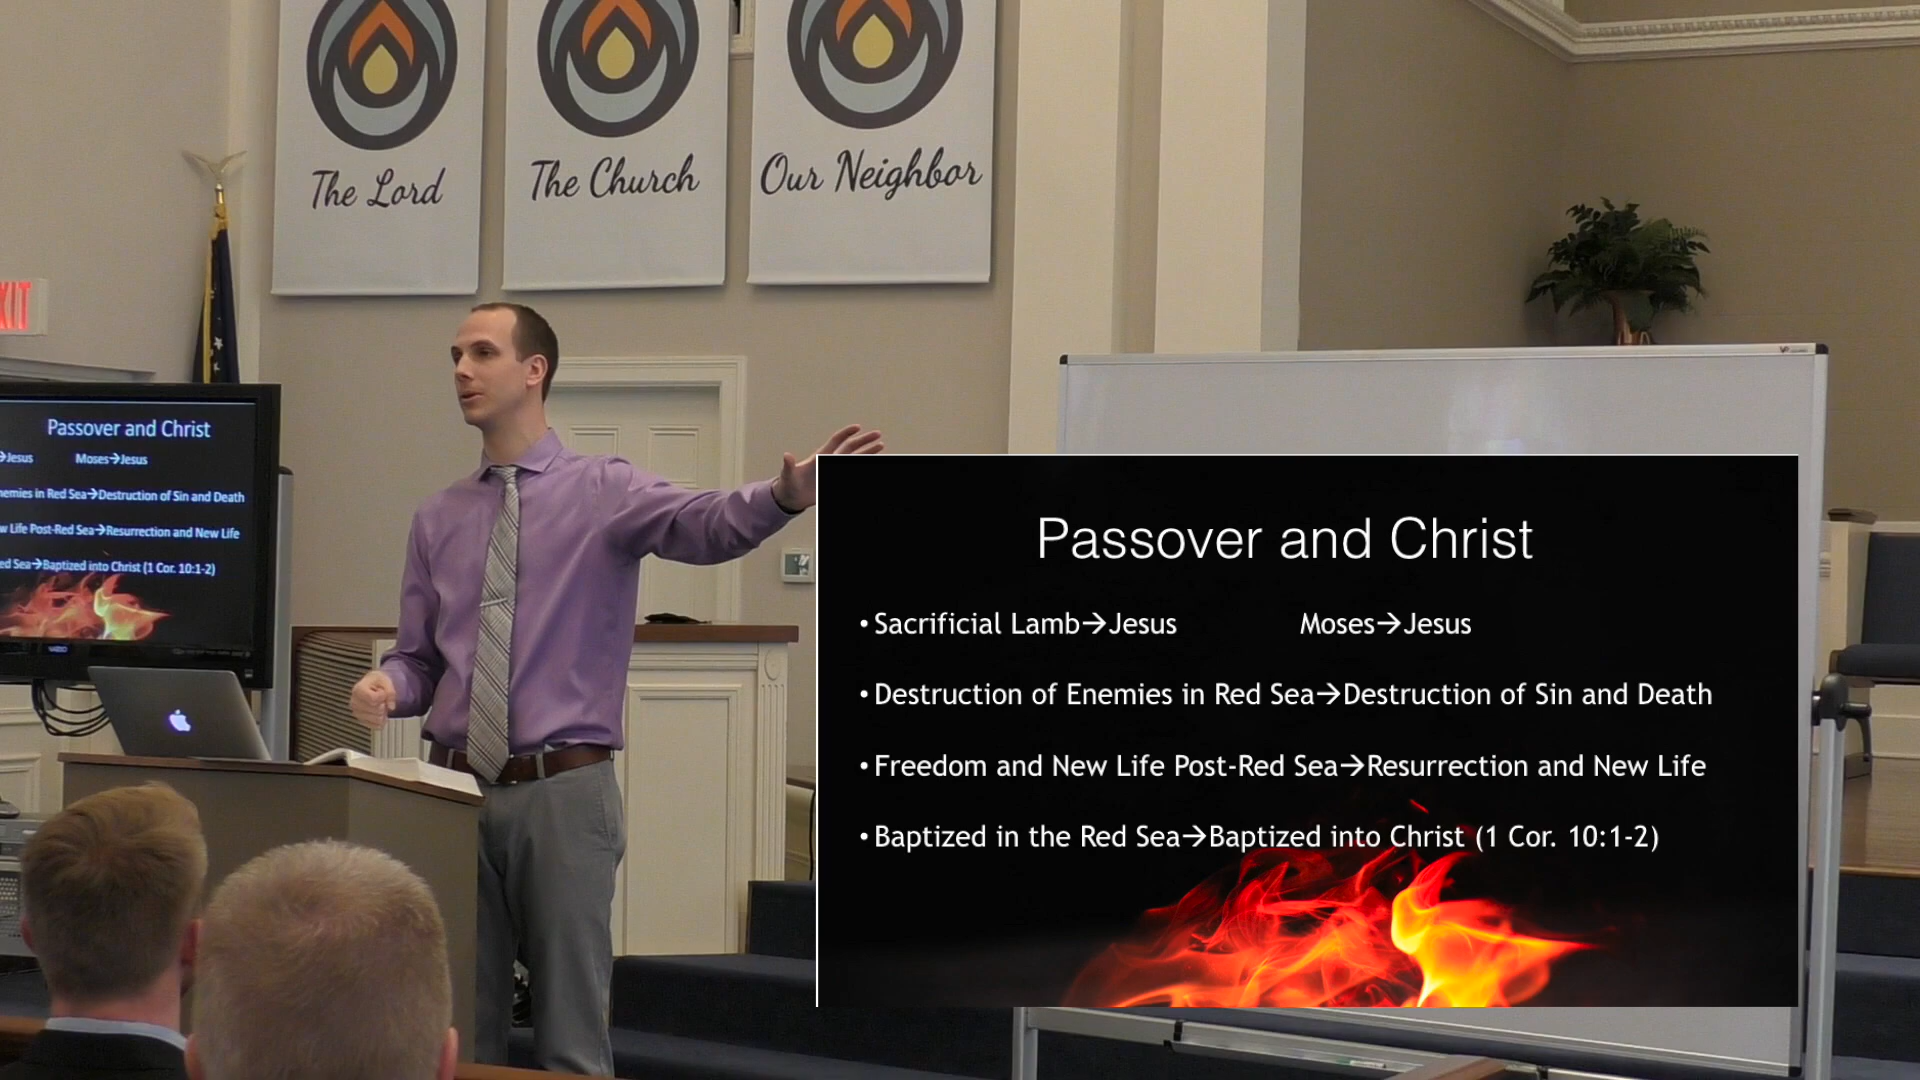 The Lord
The Church
Our Neighbor
XIT
Passover and Christ
→Jesus Moses→Jesus
nemies in Red Sea→Destruction of Sin and Death
w Life Post-Red Sea→Resurrection and New Life
ed Sea→Baptized into Christ (1 Cor. 10:1-2)
Passover and Christ
• Sacrificial Lamb→Jesus Moses→Jesus
• Destruction of Enemies in Red Sea→Destruction of Sin and Death
• Freedom and New Life Post-Red Sea→Resurrection and New Life
• Baptized in the Red Sea→Baptized into Christ (1 Cor. 10:1-2)